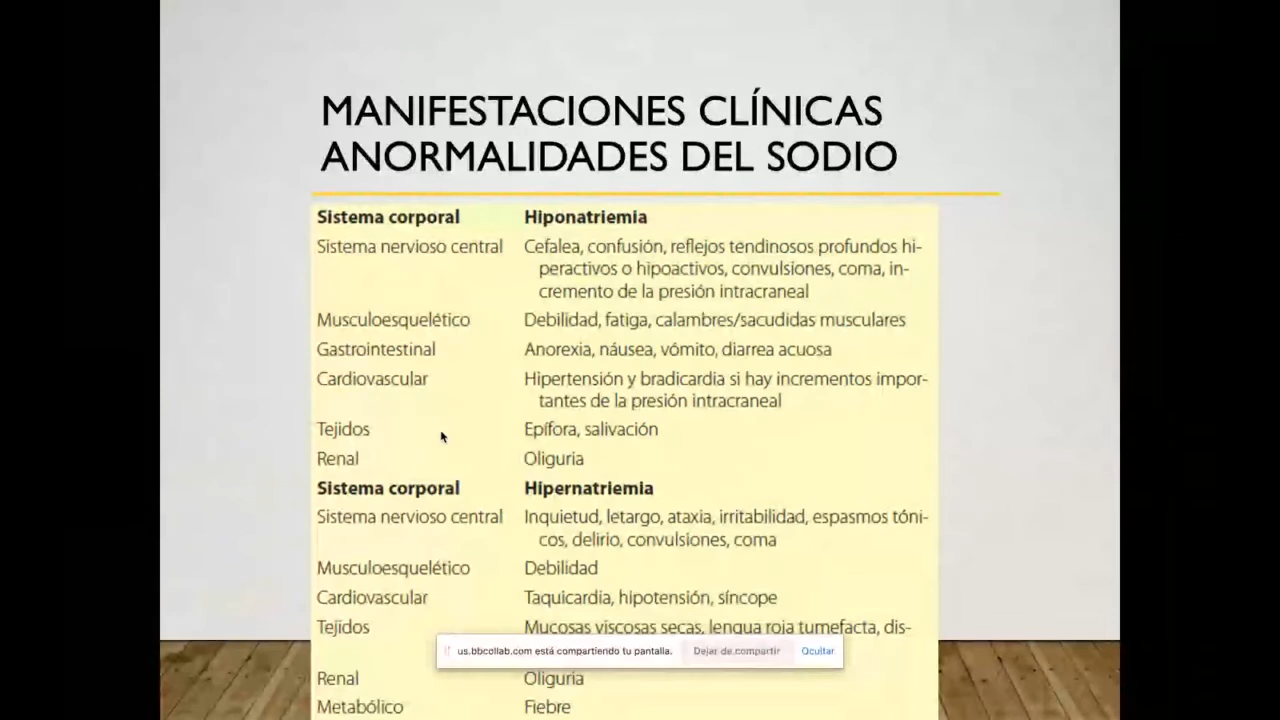 MANIFESTACIONES CLÍNICAS
ANORMALIDADES DEL SODIO
Sistema corporal Hiponatriemia
Sistema nervioso central Cefalea, confusión, reflejos tendinosos profundos hi-
peractivos o hipoactivos, convulsiones, coma, in-
cremento de la presión intracraneal
Musculoesquelético Debilidad, fatiga, calambres/sacudidas musculares
Gastrointestinal Anorexia, náusea, vómito, diarrea acuosa
Cardiovascular Hipertensión y bradicardia si hay incrementos impor-
tantes de la presión intracraneal
Tejidos Epífora, salivación
Renal Oliguria
Sistema corporal Hipernatriemia
Sistema nervioso central Inquietud, letargo, ataxia, irritabilidad, espasmos tóni-
cos, delirio, convulsiones, coma
Musculoesquelético Debilidad
Cardiovascular Taquicardia, hipotensión, síncope
Tejidos Mucosas viscosas secas, lengua roja tumefacta, dis-
us.bbcollab.com está compartiendo tu pantalla. Dejar de compartir Ocultar
Renal Oliguria
Metabólico Fiebre